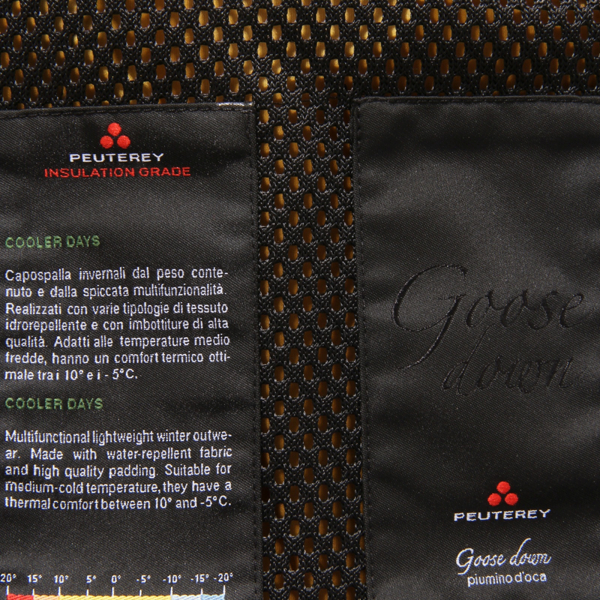 PEUTEREY
INSULATION GRADE
COOLER DAYS
Capospalla invernali dal peso conte-
nuto e dalla spiccata multifunzionalità.
Realizzati con varie tipologie di tessuto
idrorepellente e con imbottiture di alta
qualità. Adatti alle temperature medio
fredde, hanno un comfort termico otti-
male tra i 10° e i - 5°C.
COOLER DAYS
Multifunctional lightweight winter outwe-
ar. Made with water-repellent fabric
and high quality padding. Suitable for
medium-cold temperature, they have a
thermal comfort between 10° and -5°C.
20° 15° 10° 5° 0° -5° -10° -15° -20°
Goose
down
PEUTEREY
Goose down
piumino d'oca